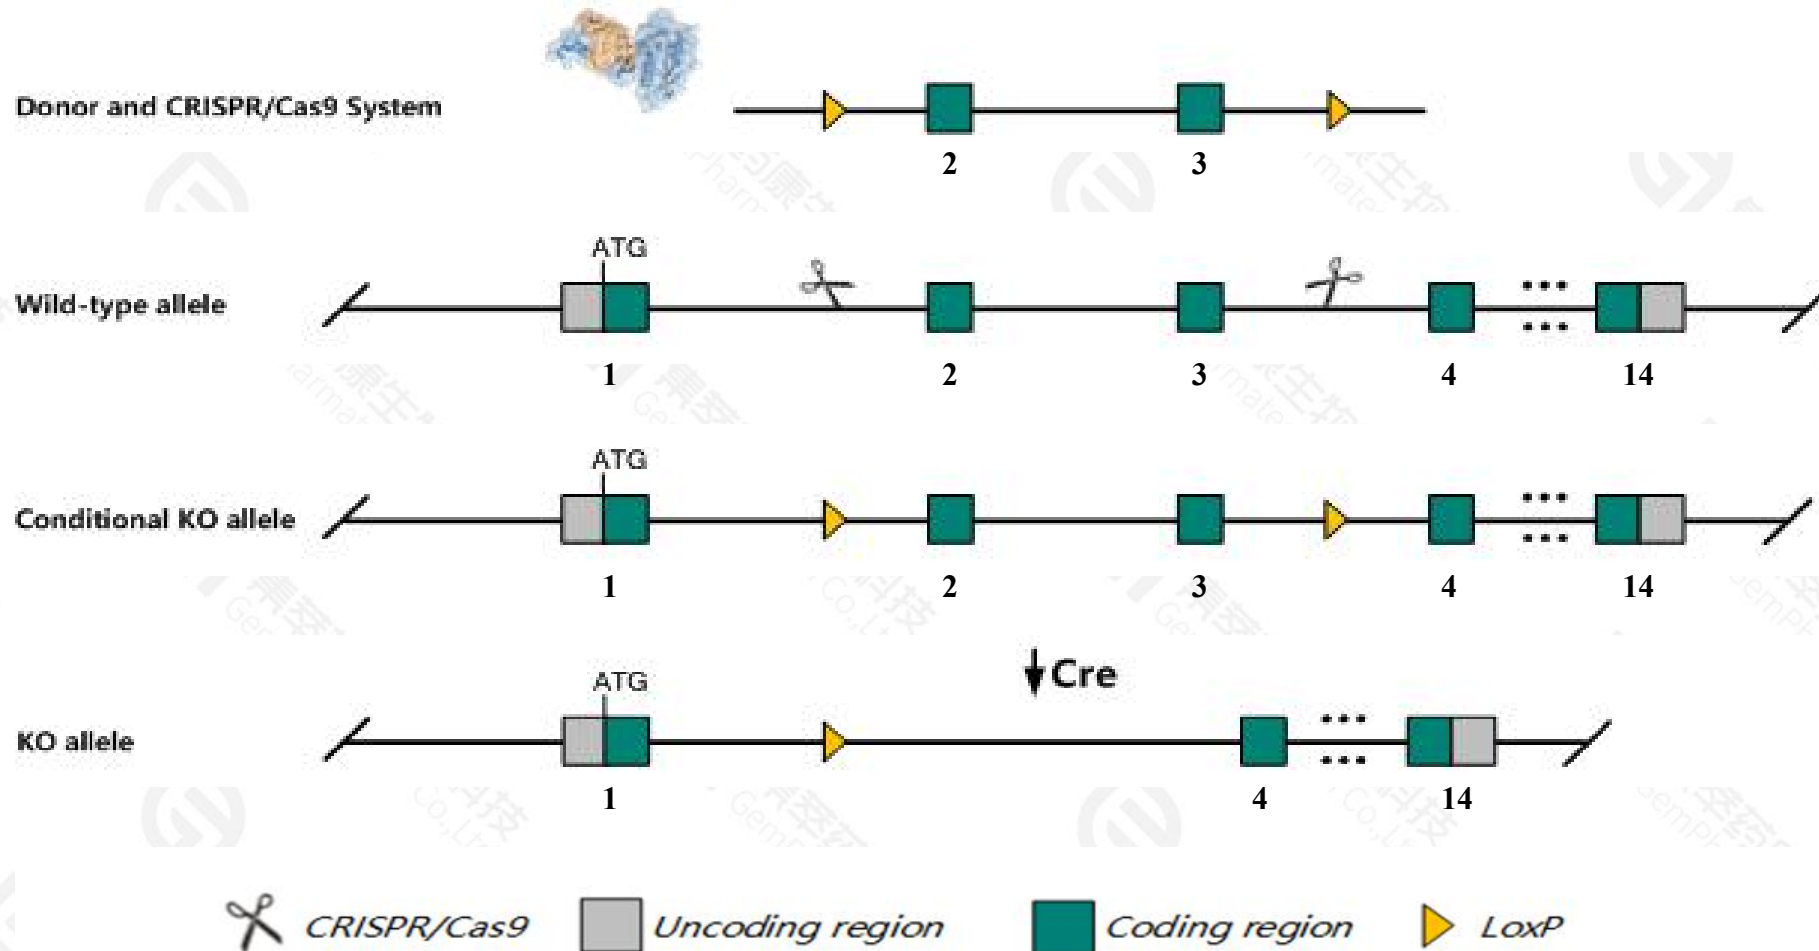 Donor and CRISPR/Cas9 System
2 3
ATG
Wild-type allele
1 2 3 4 14
ATG
Conditional KO allele
1 2 3 4 14
Cre
ATG
KO allele
1 4 14
CRISPR/Cas9 Uncoding region Coding region LoxP